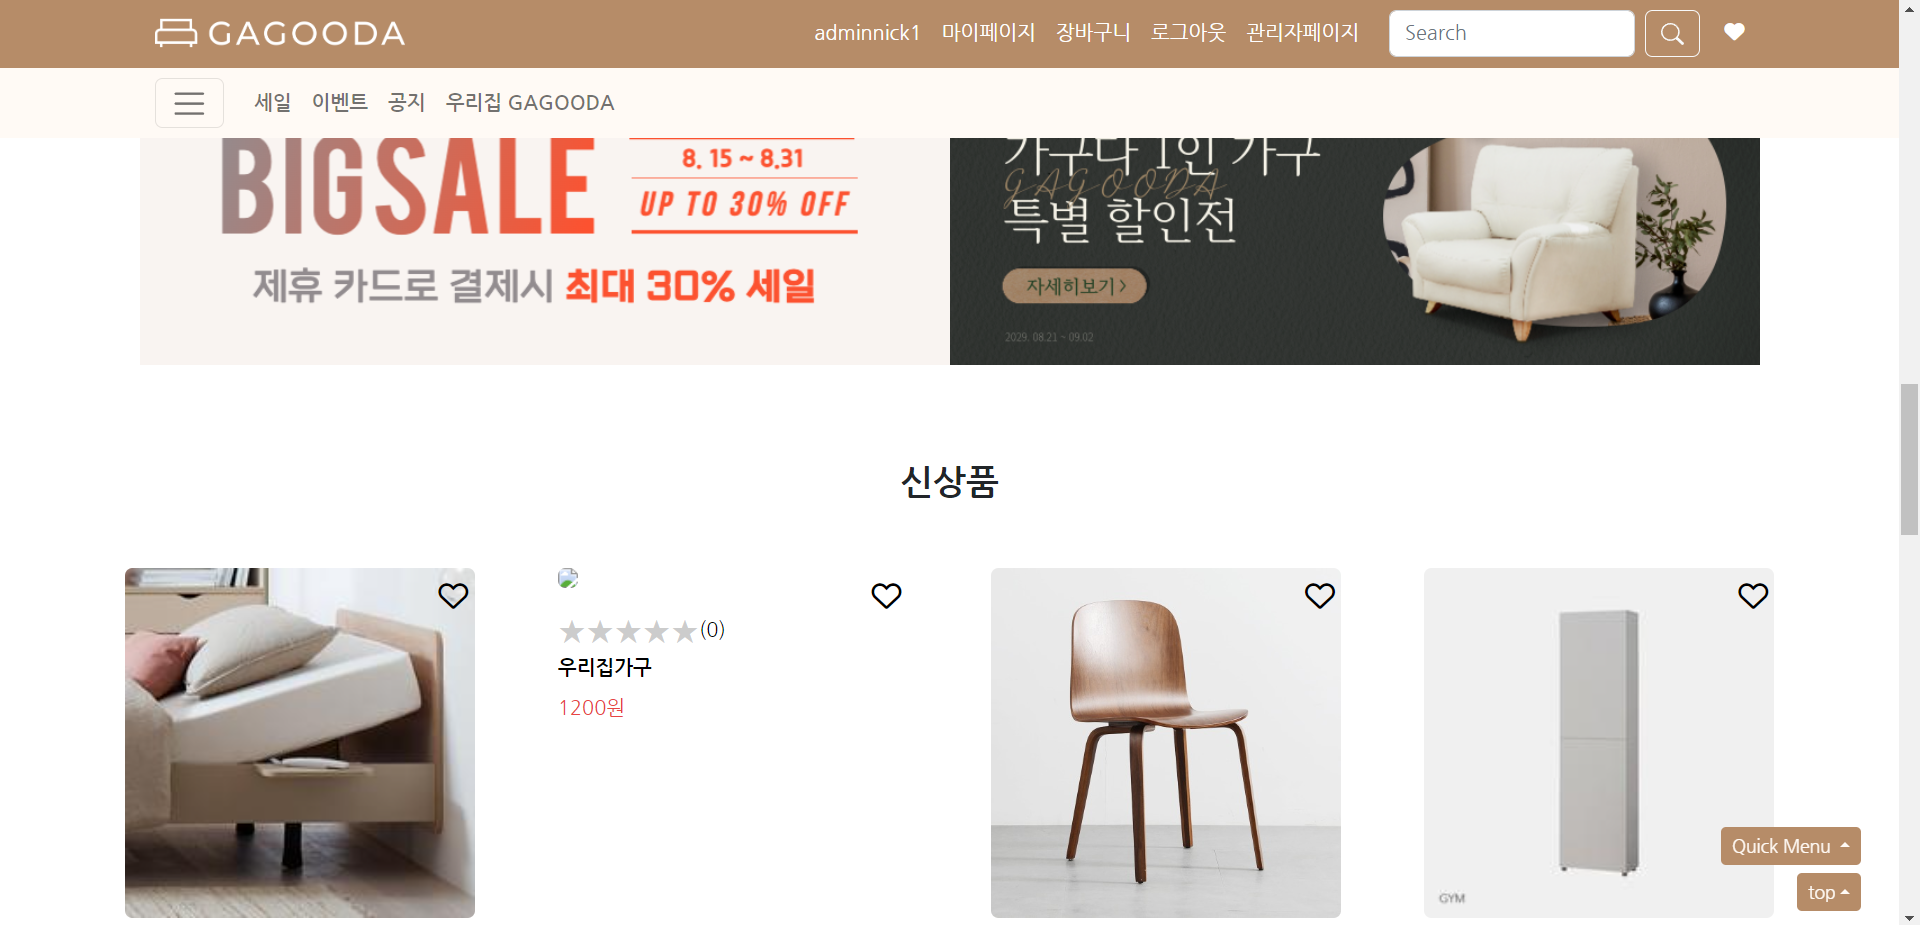 GAGOODA
adminnick1 마이페이지 장바구니 로그아웃 관리자페이지 Search
세일 이벤트 공지 우리집 GAGOODA
BIGSALE
8. 15 ~ 8.31
UP TO 30% OFF
제휴 카드로 결제시 최대 30% 세일
가구다 1인 가구
GAGOODA
특별 할인전
자세히보기 >
2029. 08.21 ~ 09.02
신상품
★★★★★(0)
우리집가구
1200원
GYM
Quick Menu
top